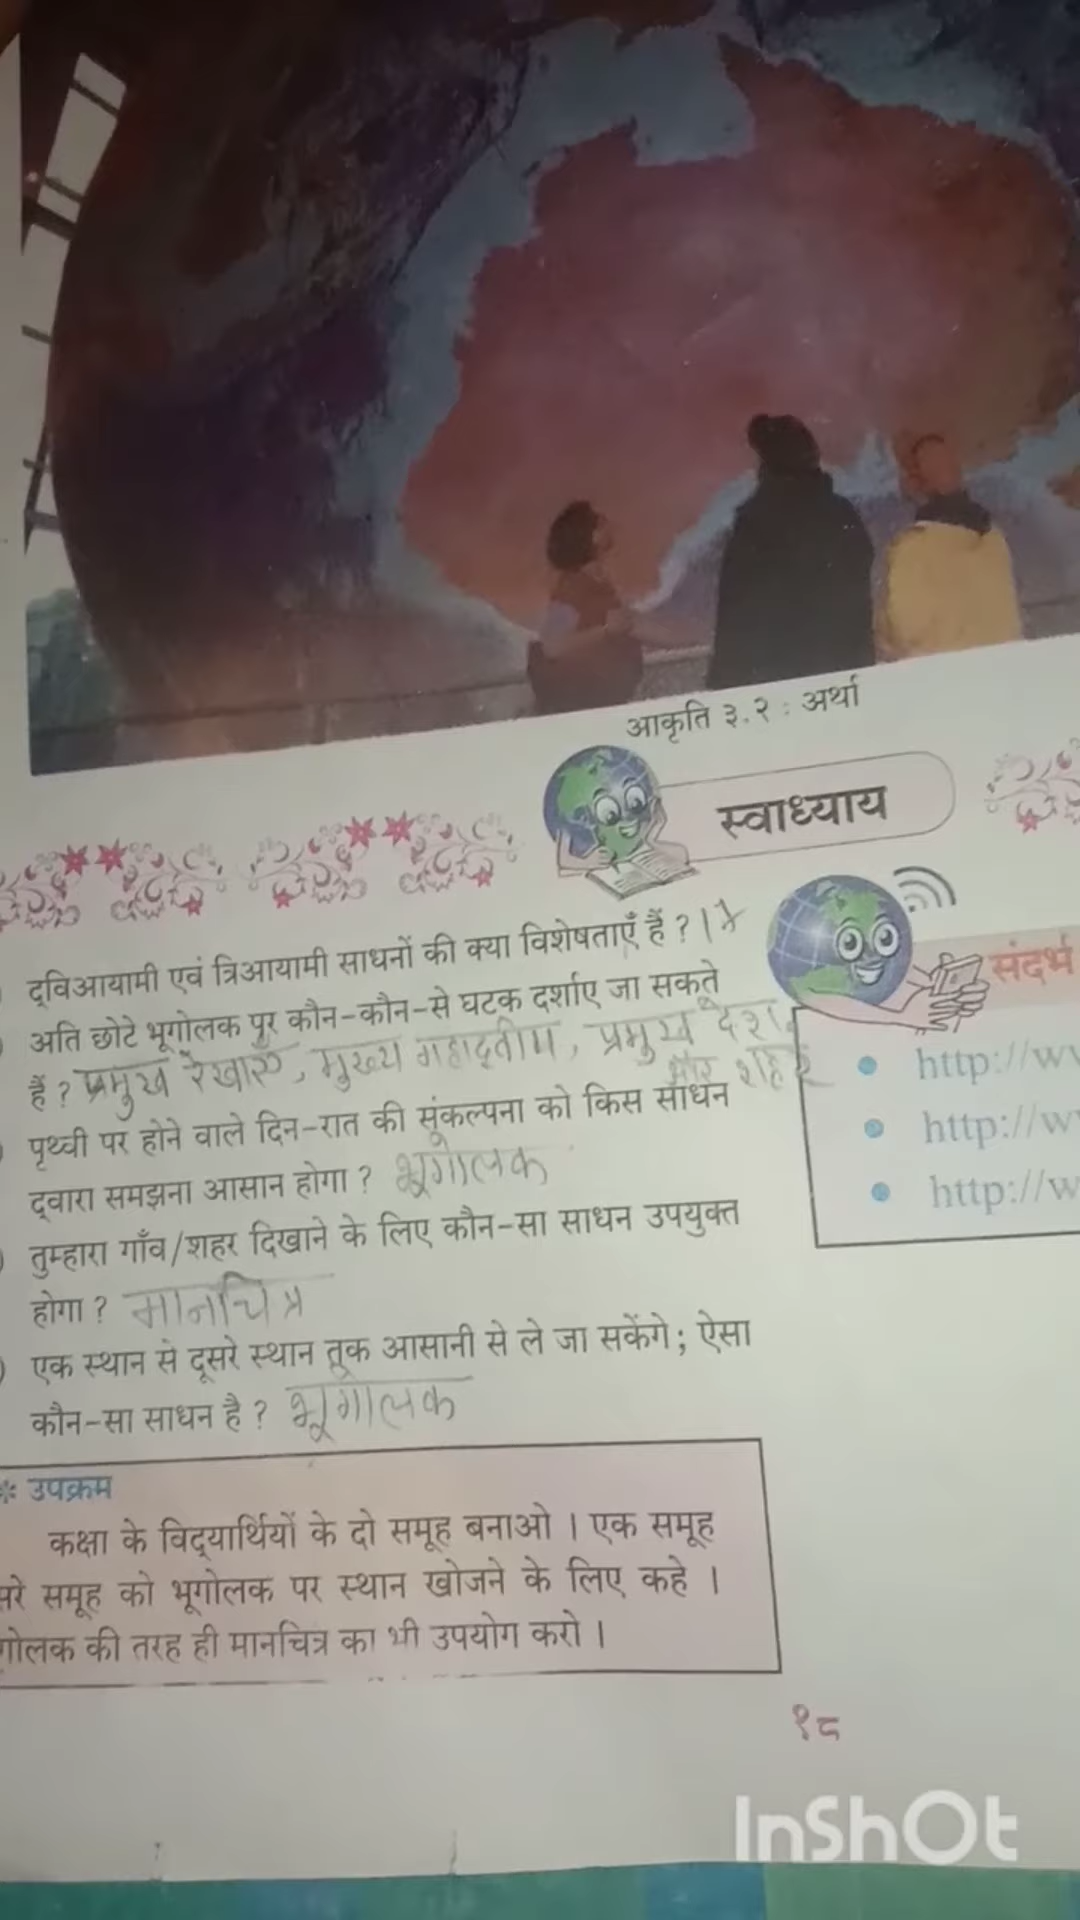 आकृति ३.२ : अर्था
स्वाध्याय
द्‌विआयामी एवं त्रिआयामी साधनों की क्या विशेषताएँ हैं ?
अति छोटे भूगोलक पर कौन-कौन-से घटक दर्शाए जा सकते
हैं ? प्रमुख रेखाए, मुख्य महाद्वीप, प्रमुख देश
और शहर
पृथ्वी पर होने वाले दिन-रात की संकल्पना को किस साधन
द्‌वारा समझना आसान होगा ? भूगोलक
तुम्हारा गाँव/शहर दिखाने के लिए कौन-सा साधन उपयुक्त
होगा ? मानचित्र
एक स्थान से दूसरे स्थान तक आसानी से ले जा सकेंगे; ऐसा
कौन-सा साधन है ? भूगोलक
संदर्भ
http://w
http://w
http://w
उपक्रम
कक्षा के विद्‌यार्थियों के दो समूह बनाओ । एक समूह
सरे समूह को भूगोलक पर स्थान खोजने के लिए कहे ।
गोलक की तरह ही मानचित्र का भी उपयोग करो ।
१८
InShOt